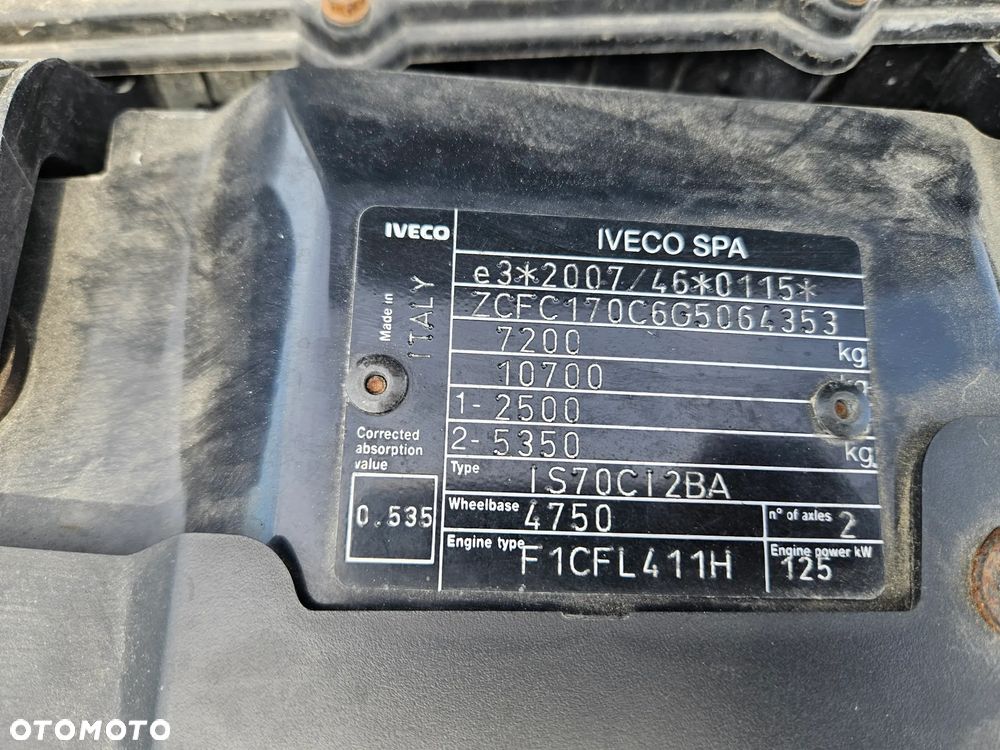 IVECO
IVECO SPA
Made in
ITALY
e3*2007/46*0115*
ZCFC170C6G5064353
7200 kg
10700 kg
1- 2500
2- 5350 kg
Corrected
absorption
value
0.535
Type IS70CI2BA
Wheelbase 4750
n° of axles 2
Engine type F1CFL411H
Engine power kW
125
OTOMOTO